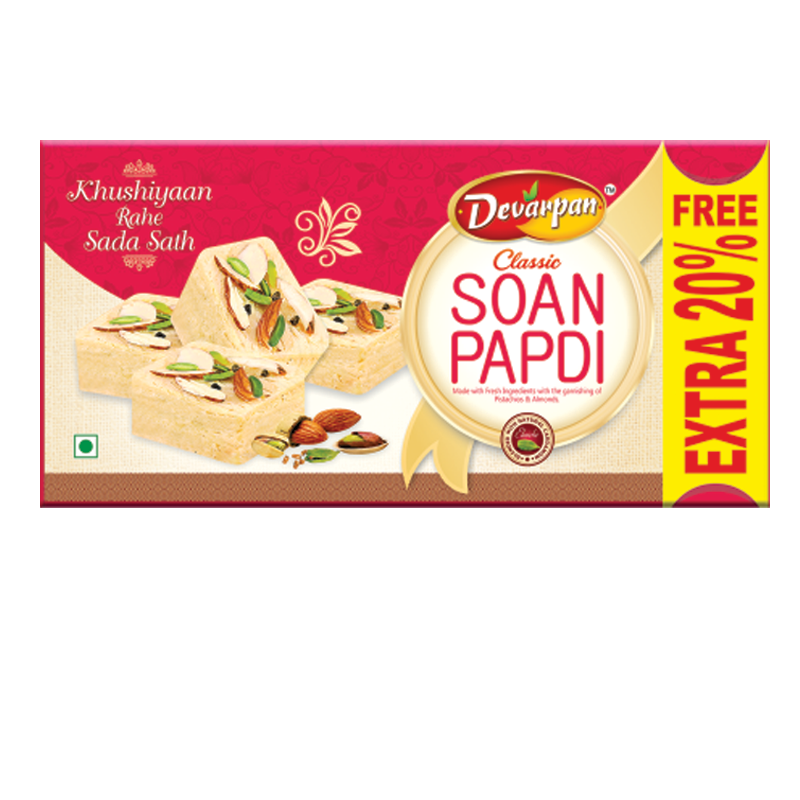 Khushiyaan
Rahe
Sada Sath
Devarpan
TM
Classic
SOAN
PAPDI
Made with Fresh Ingredients with the garnishing of
Pistachios & Almonds.
FREE
EXTRA 20%